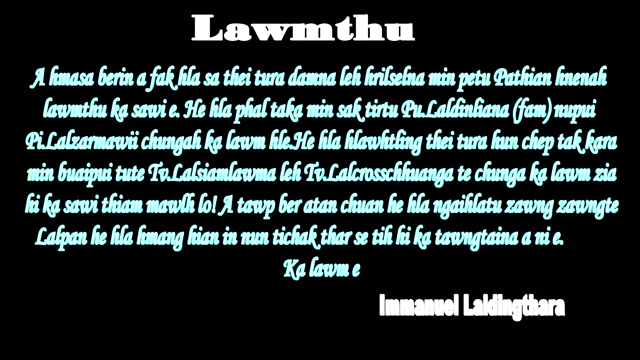 Lawmthu
A hmasa berin a fak hla sa thei tura damna leh hrilselna min petu Pathian hnenah
lawmthu ka sawi e. He hla phal taka min sak tirtu Pu.Laldinliana (fam) nupui
Pi.Lalzarmawii chungah ka lawm hle.He hla hlawhtling thei tura hun chep tak kara
min buaipui tute Tv.Lalsiamlawma leh Tv.Lalcrosschhuanga te chunga ka lawm zia
hi ka sawi thiam mawlh lo! A tawp ber atan chuan he hla ngaihlatu zawng zawngte
Lalpan he hla hmang hian in nun tichak thar se tih hi ka tawngtaina a ni e.
Ka lawm e
Immanuel Laldingthara